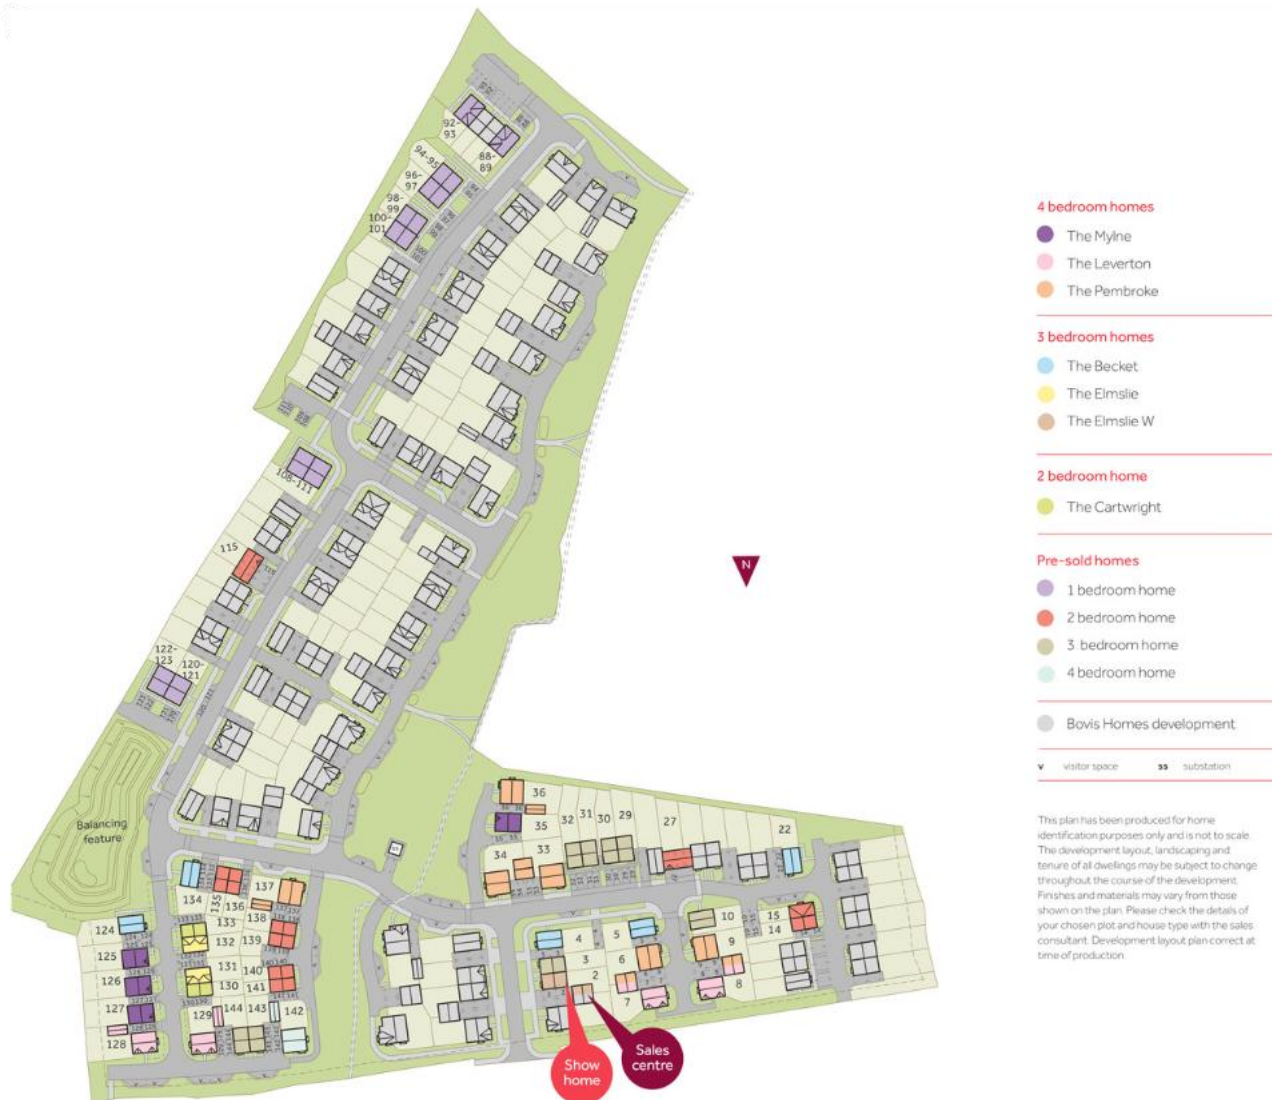 92-
93
88-
89
94-95
96-
97
98-
99
100-
101
108-111
115
122-
123
120-
121
Balancing
feature
N
36
35
32
31
30
29
27
22
34
33
124
134
135
136
137
138
133
132
139
125
126
131
130
140
141
127
129
144
143
142
128
4
5
3
2
6
7
10
9
8
15
14
Show
home
Sales
centre
4 bedroom homes
The Mylne
The Leverton
The Pembroke
3 bedroom homes
The Becket
The Elmslie
The Elmslie W
2 bedroom home
The Cartwright
Pre-sold homes
1 bedroom home
2 bedroom home
3 bedroom home
4 bedroom home
Bovis Homes development
v visitor space ss substation
This plan has been produced for home
identification purposes only and is not to scale.
The development layout, landscaping and
tenure of all dwellings may be subject to change
throughout the course of the development.
Finishes and materials may vary from those
shown on the plan. Please check the details of
your chosen plot and house type with the sales
consultant. Development layout plan correct at
time of production.